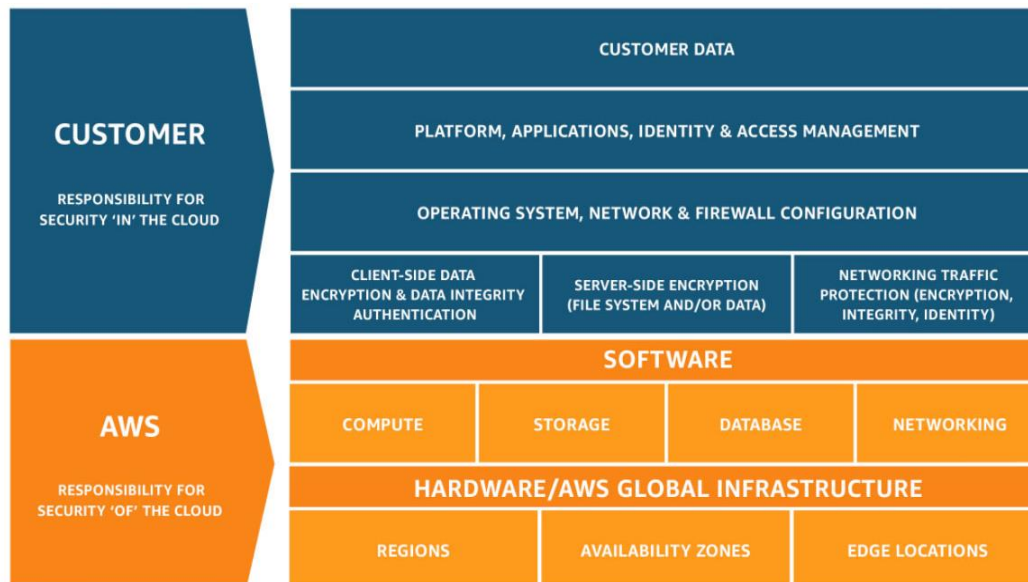 CUSTOMER
RESPONSIBILITY FOR
SECURITY ‘IN’ THE CLOUD
CUSTOMER DATA
PLATFORM, APPLICATIONS, IDENTITY & ACCESS MANAGEMENT
OPERATING SYSTEM, NETWORK & FIREWALL CONFIGURATION
CLIENT-SIDE DATA
ENCRYPTION & DATA INTEGRITY
AUTHENTICATION
SERVER-SIDE ENCRYPTION
(FILE SYSTEM AND/OR DATA)
NETWORKING TRAFFIC
PROTECTION (ENCRYPTION,
INTEGRITY, IDENTITY)
AWS
RESPONSIBILITY FOR
SECURITY ‘OF’ THE CLOUD
SOFTWARE
COMPUTE
STORAGE
DATABASE
NETWORKING
HARDWARE/AWS GLOBAL INFRASTRUCTURE
REGIONS
AVAILABILITY ZONES
EDGE LOCATIONS